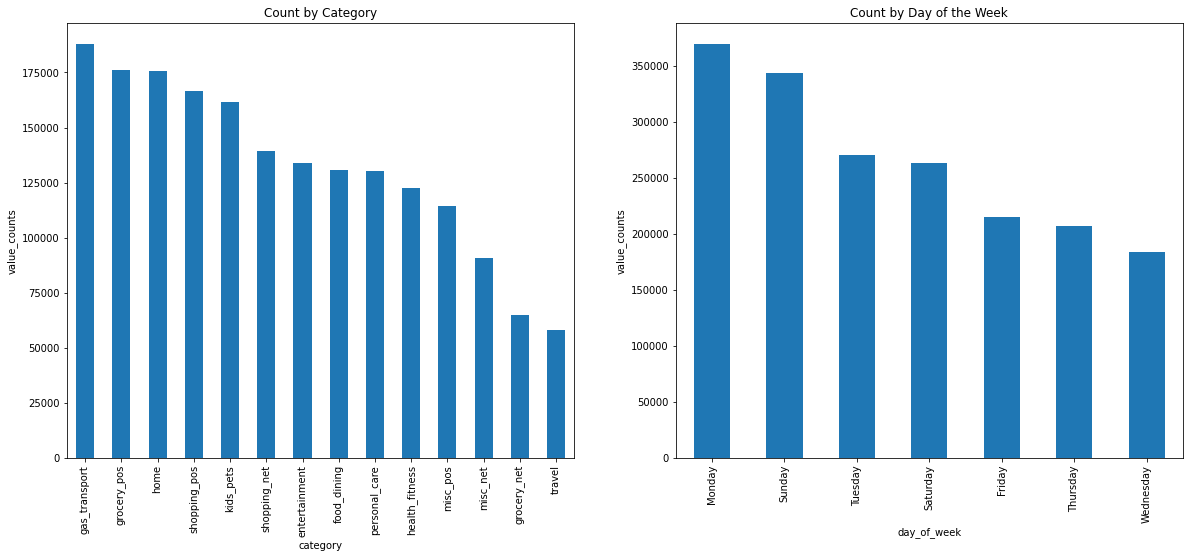 Count by Category
value_counts
175000
150000
125000
100000
75000
50000
25000
0
gas_transport
grocery_pos
home
shopping_pos
kids_pets
shopping_net
entertainment
food_dining
personal_care
health_fitness
misc_pos
misc_net
grocery_net
travel
category
Count by Day of the Week
value_counts
350000
300000
250000
200000
150000
100000
50000
0
Monday
Sunday
Tuesday
Saturday
Friday
Thursday
Wednesday
day_of_week